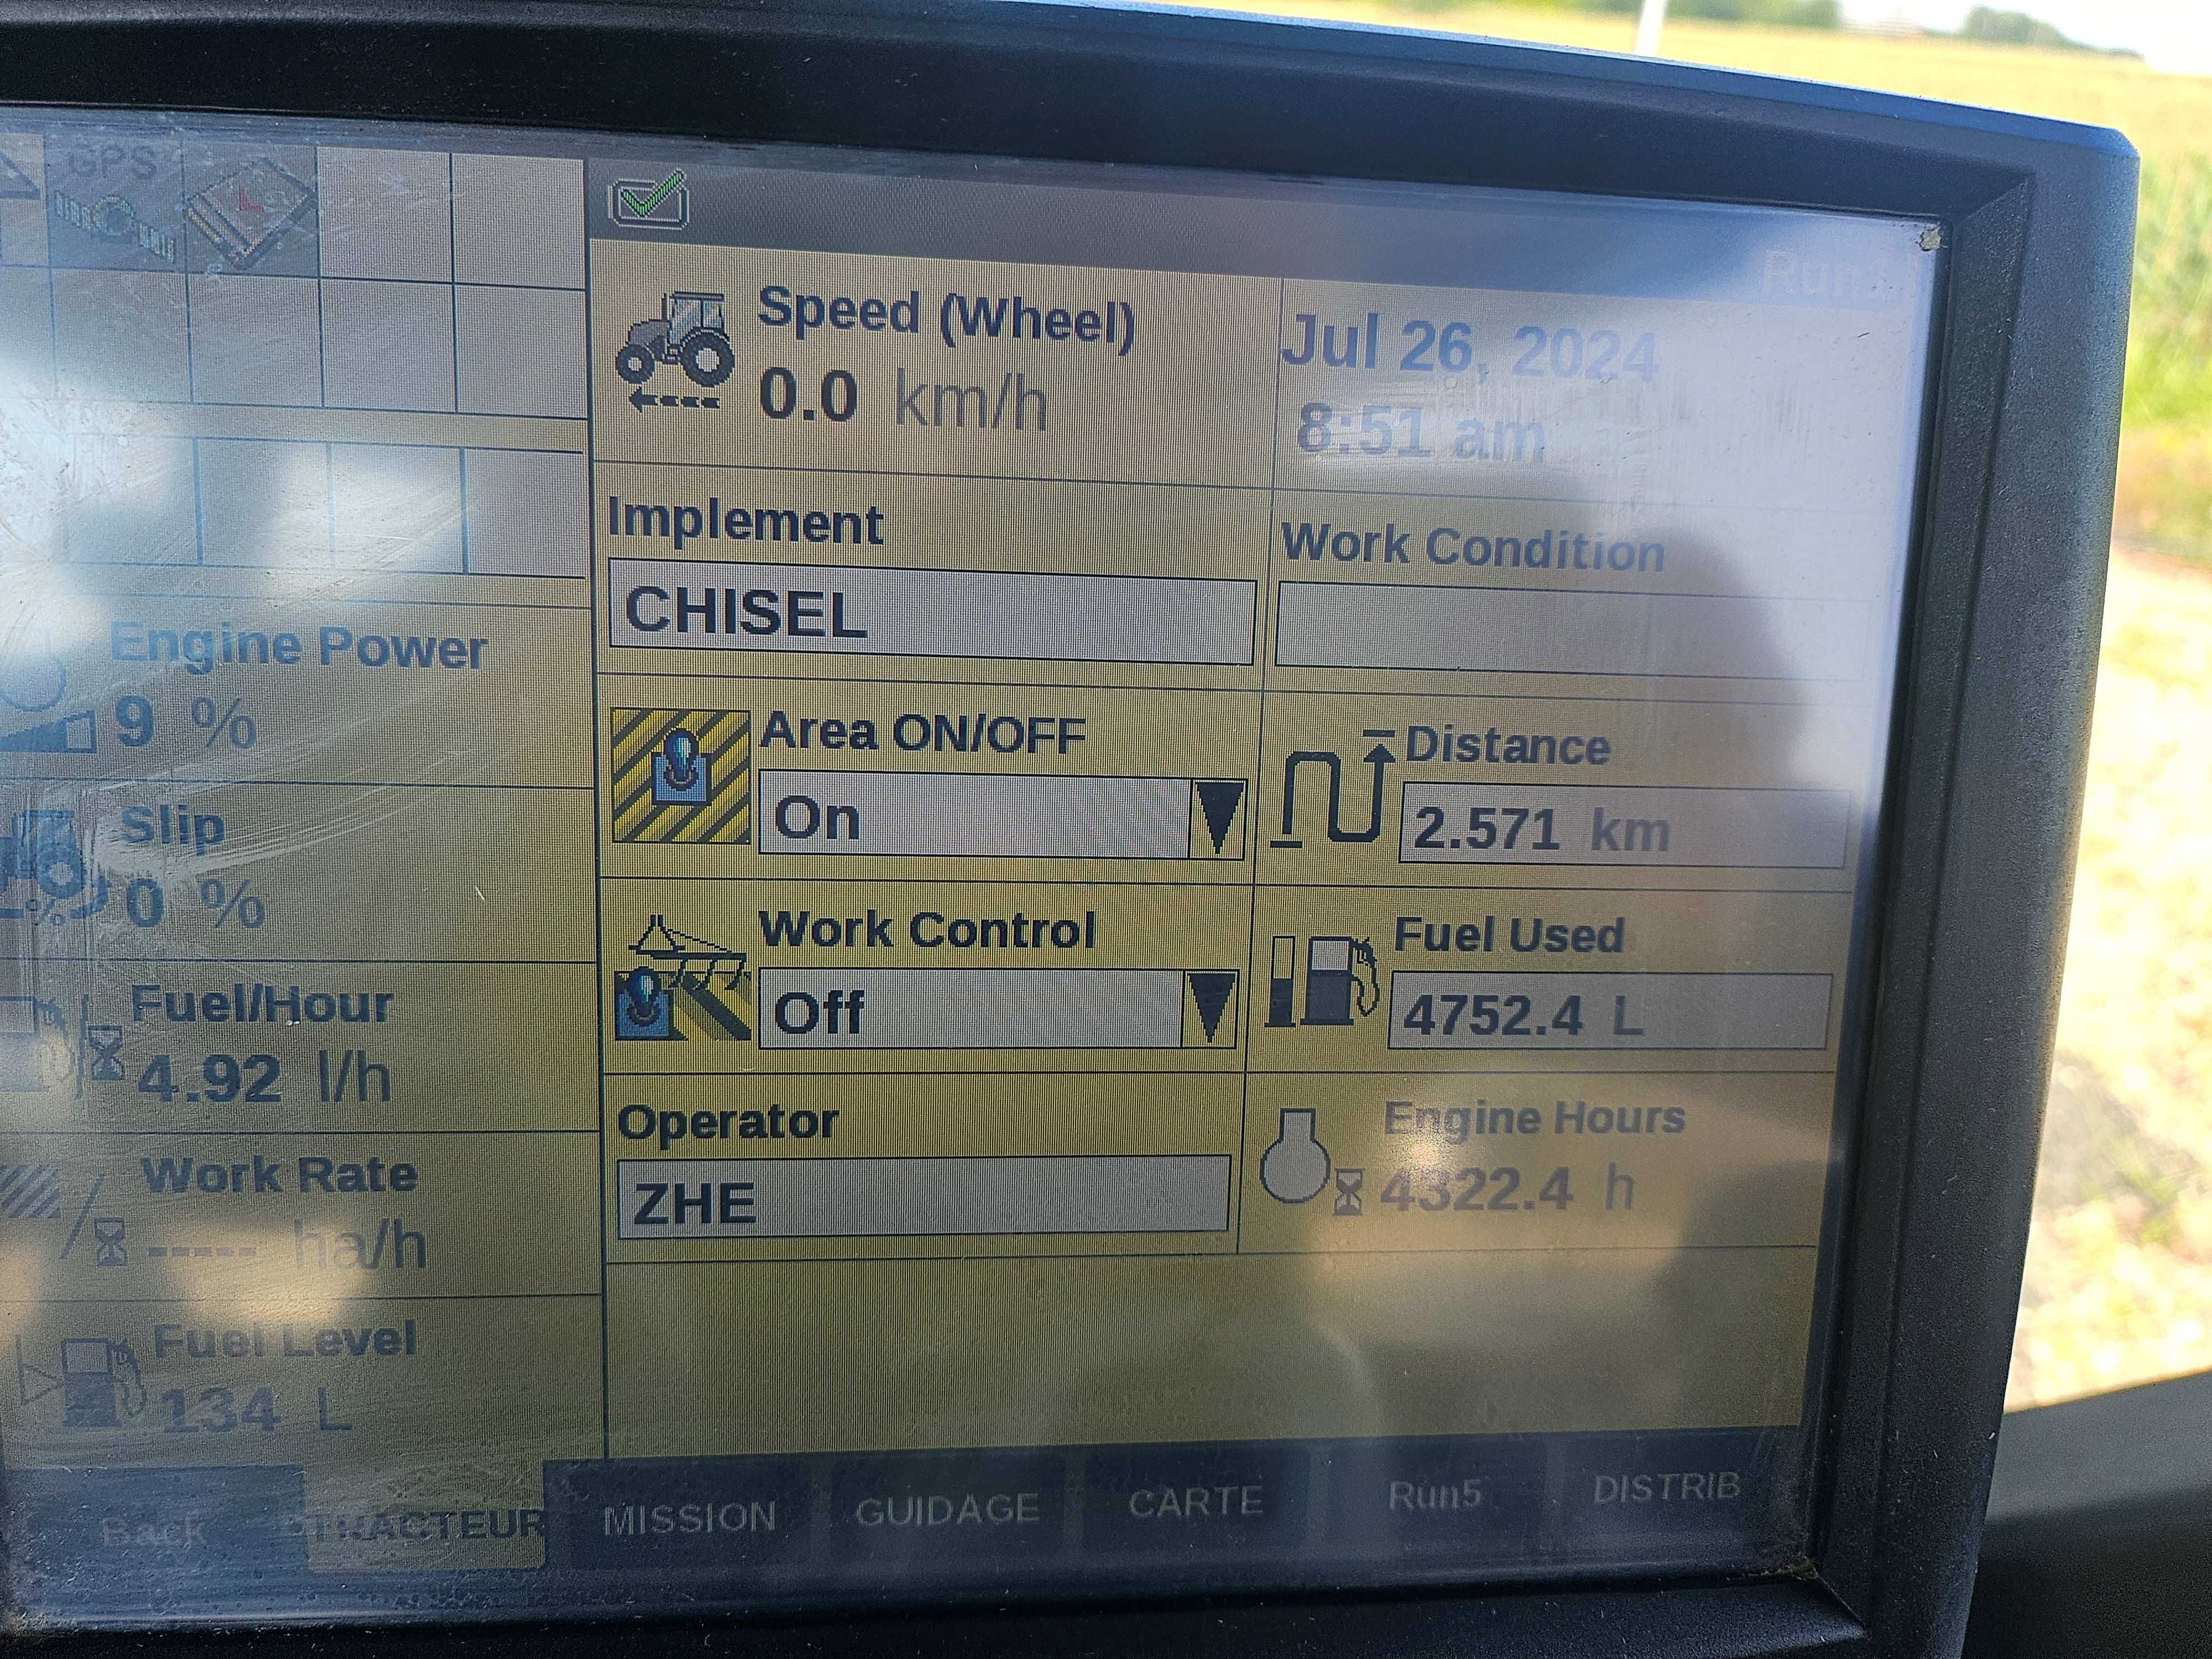 GPS
Run
Speed (Wheel)
0.0 km/h
Jul 26, 2024
8:51 am
Implement
CHISEL
Work Condition
Engine Power
9 %
Area ON/OFF
On
Distance
2.571 km
Slip
0 %
Work Control
Off
Fuel Used
4752.4 L
Fuel/Hour
4.92 l/h
Operator
ZHE
Engine Hours
4322.4 h
Work Rate
----- ha/h
Fuel Level
134 L
Back TRACTEUR MISSION GUIDAGE CARTE Run5 DISTRIB